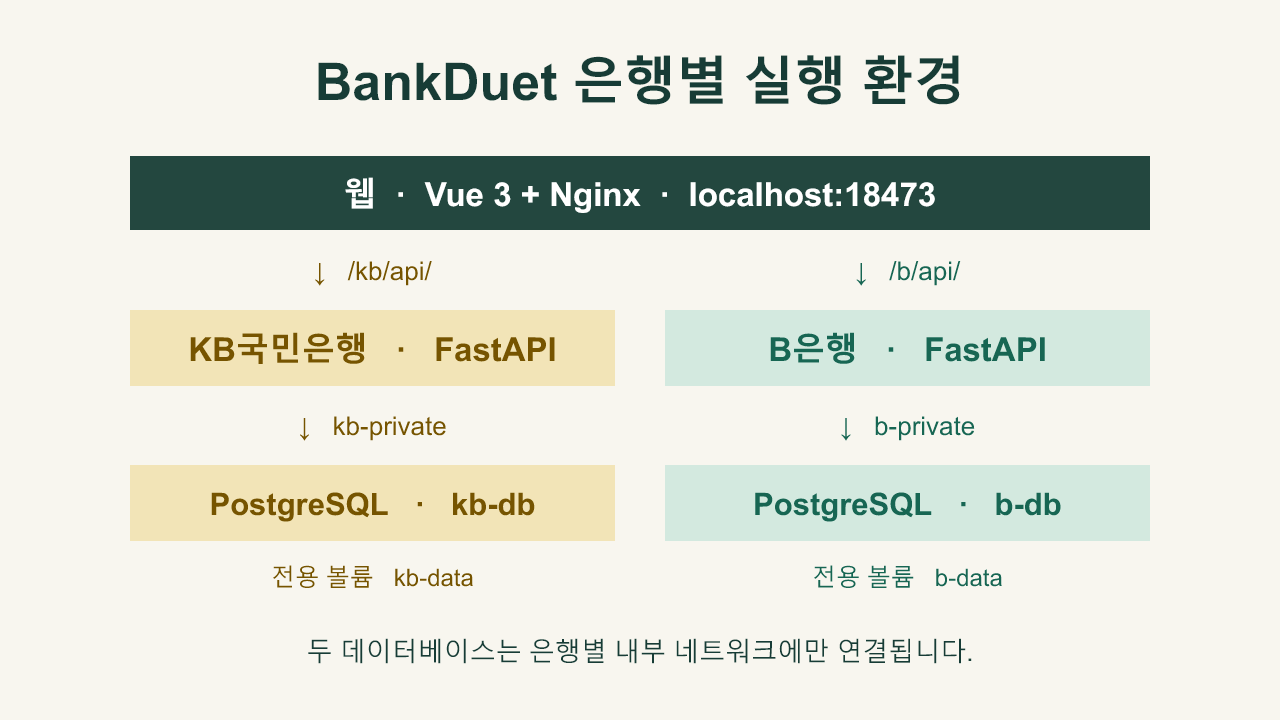 BankDuet 은행별 실행 환경
웹 · Vue 3 + Nginx · localhost:18473
↓ /kb/api/
↓ /b/api/
KB국민은행 · FastAPI
B은행 · FastAPI
↓ kb-private
↓ b-private
PostgreSQL · kb-db
PostgreSQL · b-db
전용 볼륨 kb-data
전용 볼륨 b-data
두 데이터베이스는 은행별 내부 네트워크에만 연결됩니다.